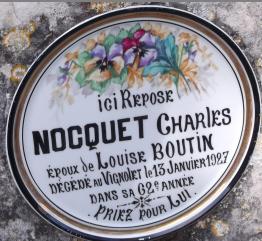 ici Repose
NOCQUET CHARLES
époux de Louise BOUTIN
DÉCÉDÉ AU Vignolet le 13 JANVIER 1927
DANS SA 62e ANNÉE
PRIEZ POUR LUI.